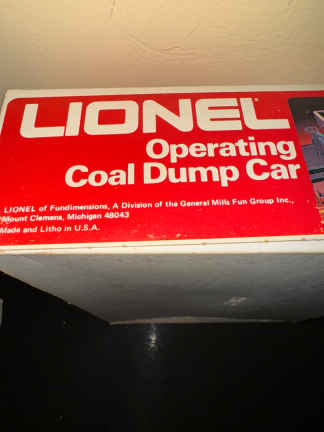 LIONEL
Operating
Coal Dump Car
LIONEL of Fundimensions, A Division of the General Mills Fun Group Inc.,
Mount Clemens, Michigan 48043
Made and Litho in U.S.A.